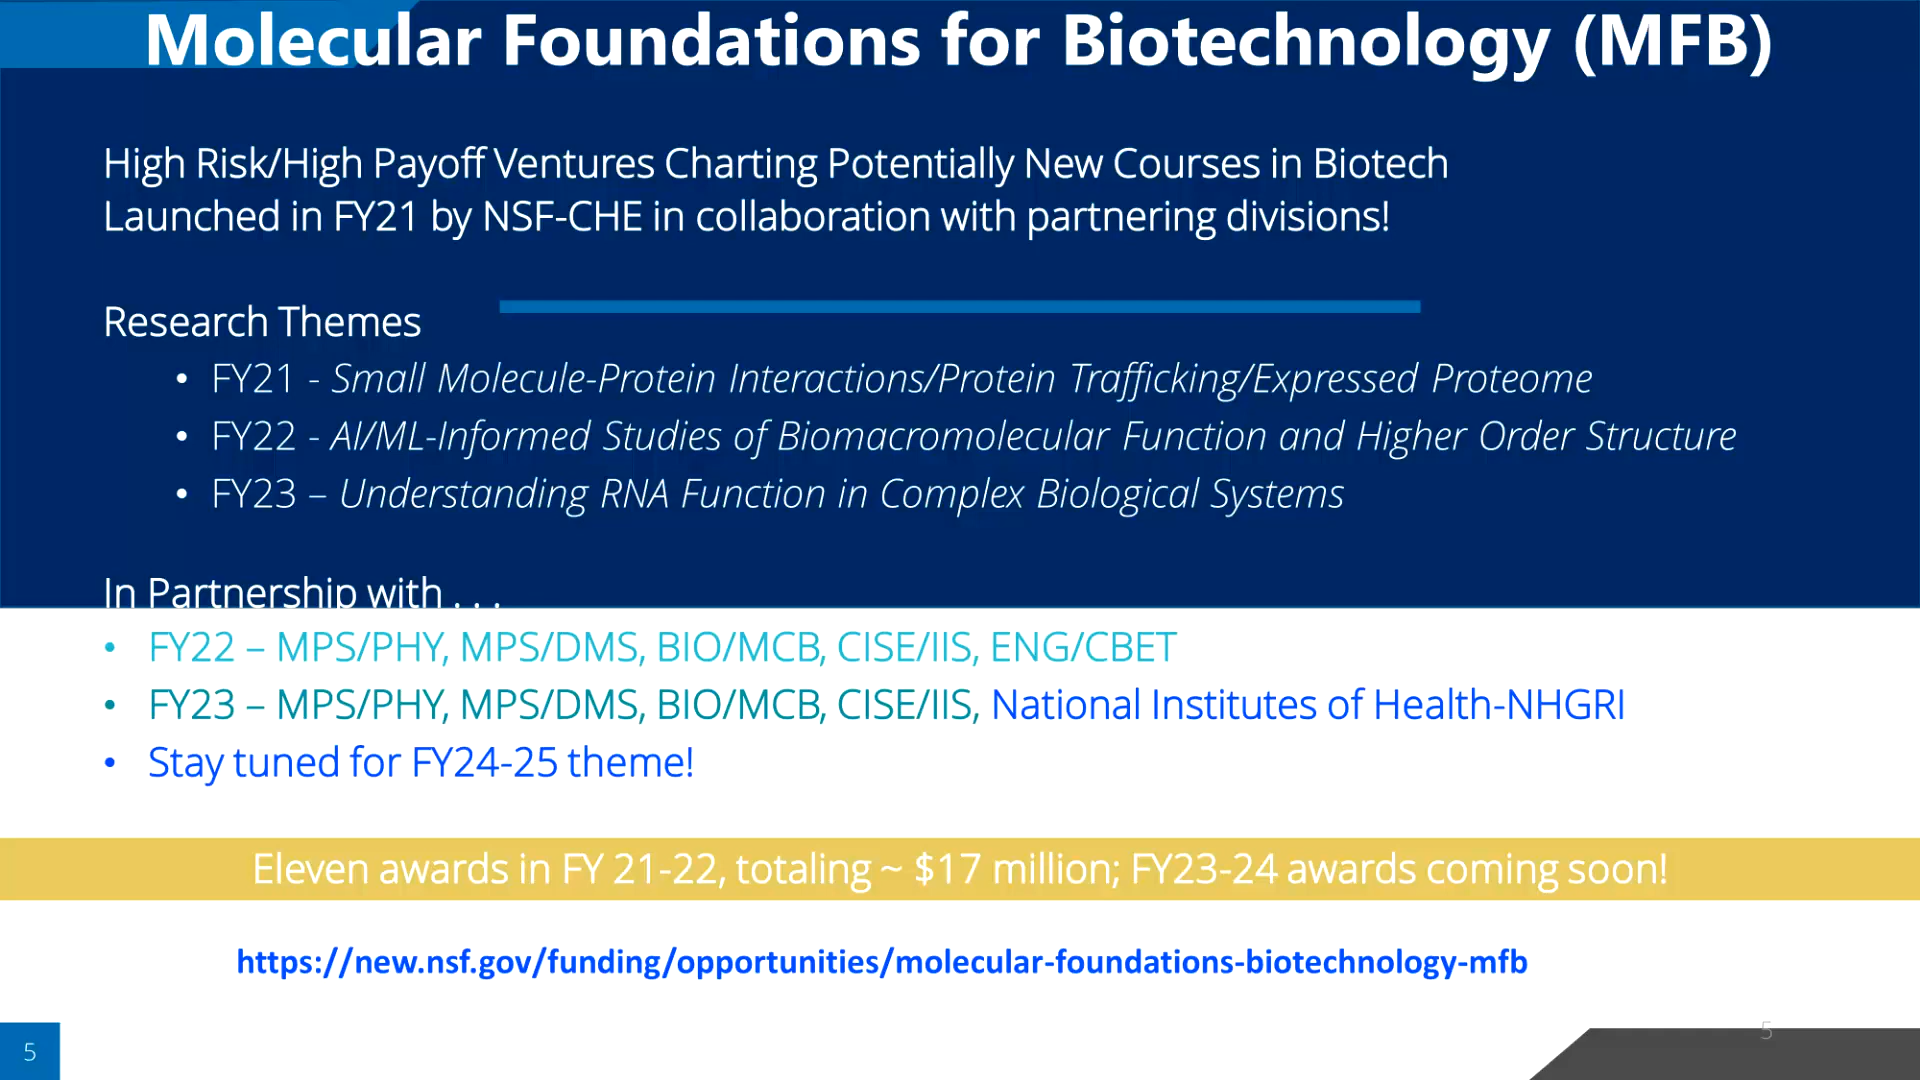 Molecular Foundations for Biotechnology (MFB)
High Risk/High Payoff Ventures Charting Potentially New Courses in Biotech
Launched in FY21 by NSF-CHE in collaboration with partnering divisions!
Research Themes
• FY21 - Small Molecule-Protein Interactions/Protein Trafficking/Expressed Proteome
• FY22 - AI/ML-Informed Studies of Biomacromolecular Function and Higher Order Structure
• FY23 – Understanding RNA Function in Complex Biological Systems
In Partnership with . . .
• FY22 – MPS/PHY, MPS/DMS, BIO/MCB, CISE/IIS, ENG/CBET
• FY23 – MPS/PHY, MPS/DMS, BIO/MCB, CISE/IIS, National Institutes of Health-NHGRI
• Stay tuned for FY24-25 theme!
Eleven awards in FY 21-22, totaling ~ $17 million; FY23-24 awards coming soon!
https://new.nsf.gov/funding/opportunities/molecular-foundations-biotechnology-mfb
5
5